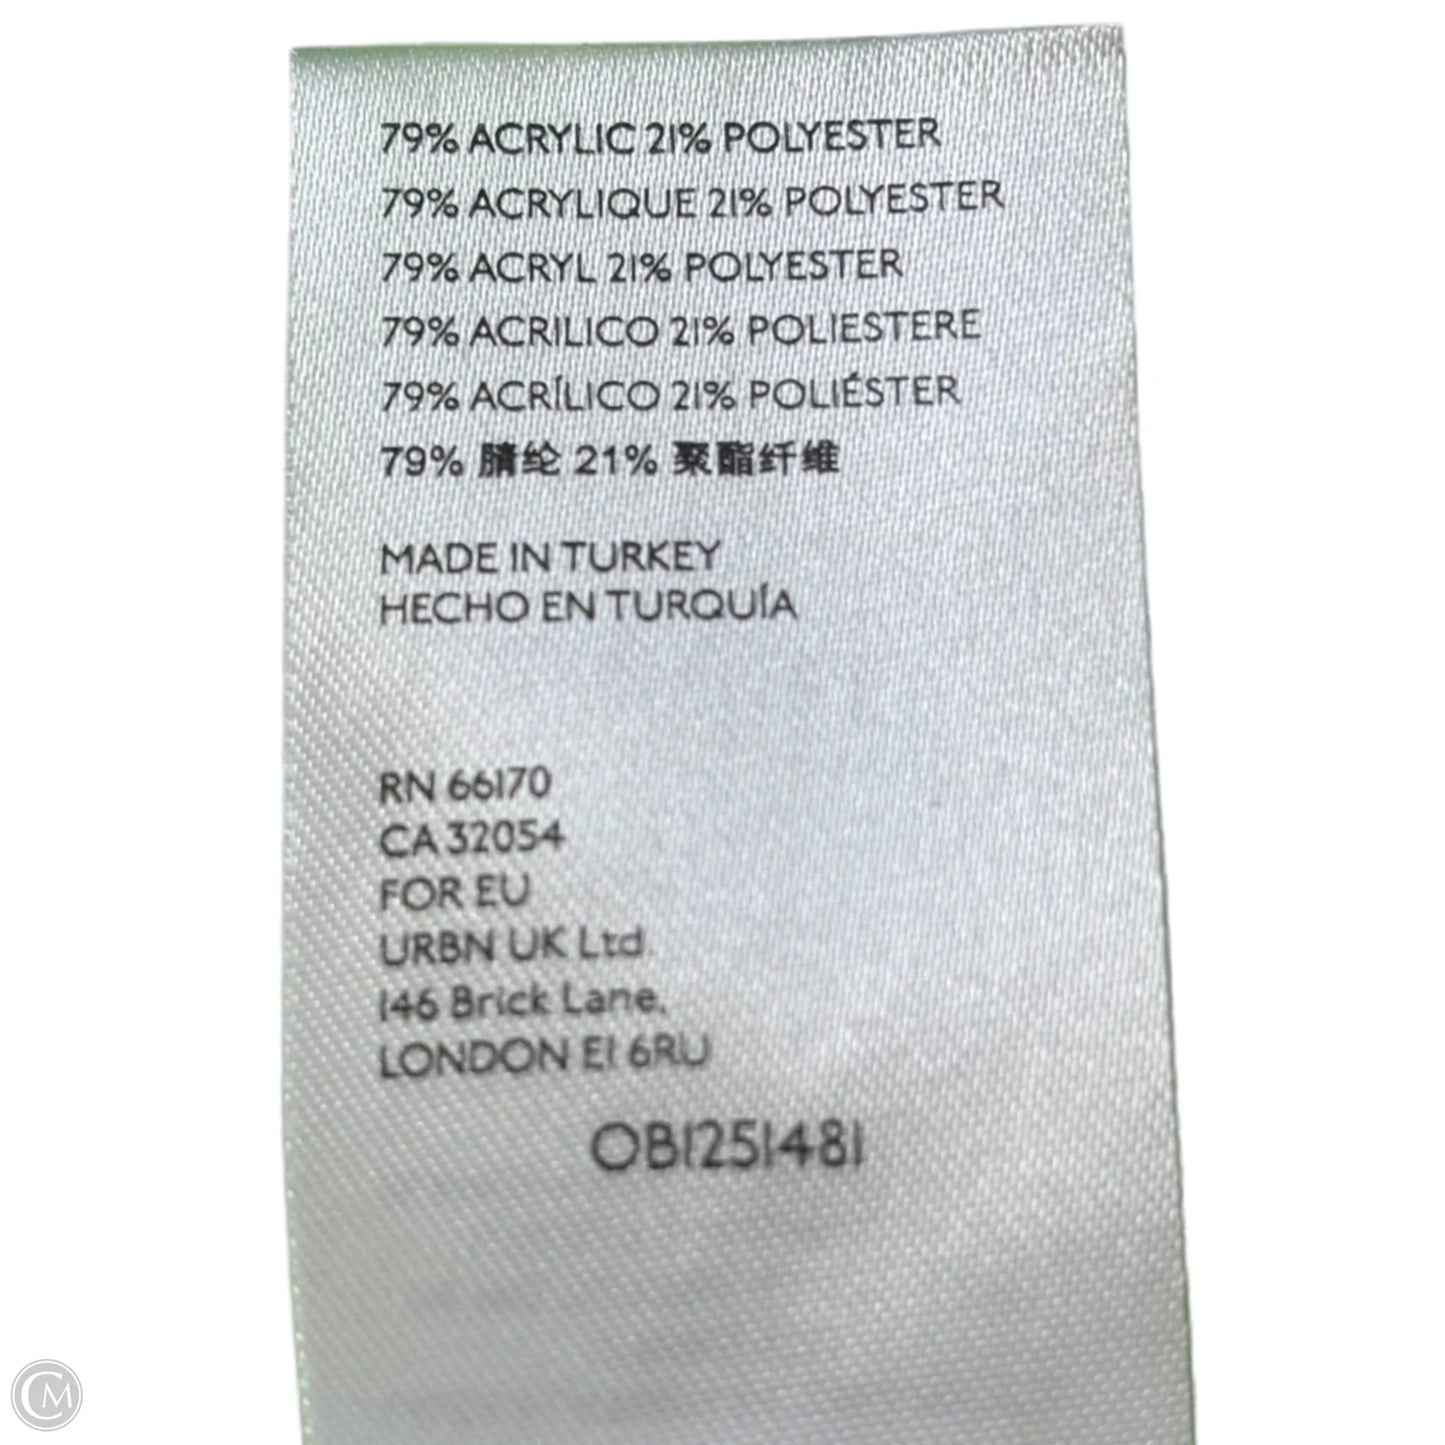 79% ACRYLIC 21% POLYESTER
79% ACRYLIQUE 21% POLYESTER
79% ACRYL 21% POLYESTER
79% ACRILICO 21% POLIESTERE
79% ACRÍLICO 21% POLIÉSTER
79% 腈纶 21% 聚酯纤维
MADE IN TURKEY
HECHO EN TURQUÍA
RN 66170
CA 32054
FOR EU
URBN UK Ltd.
146 Brick Lane,
LONDON E1 6RU
OB1251481
CM